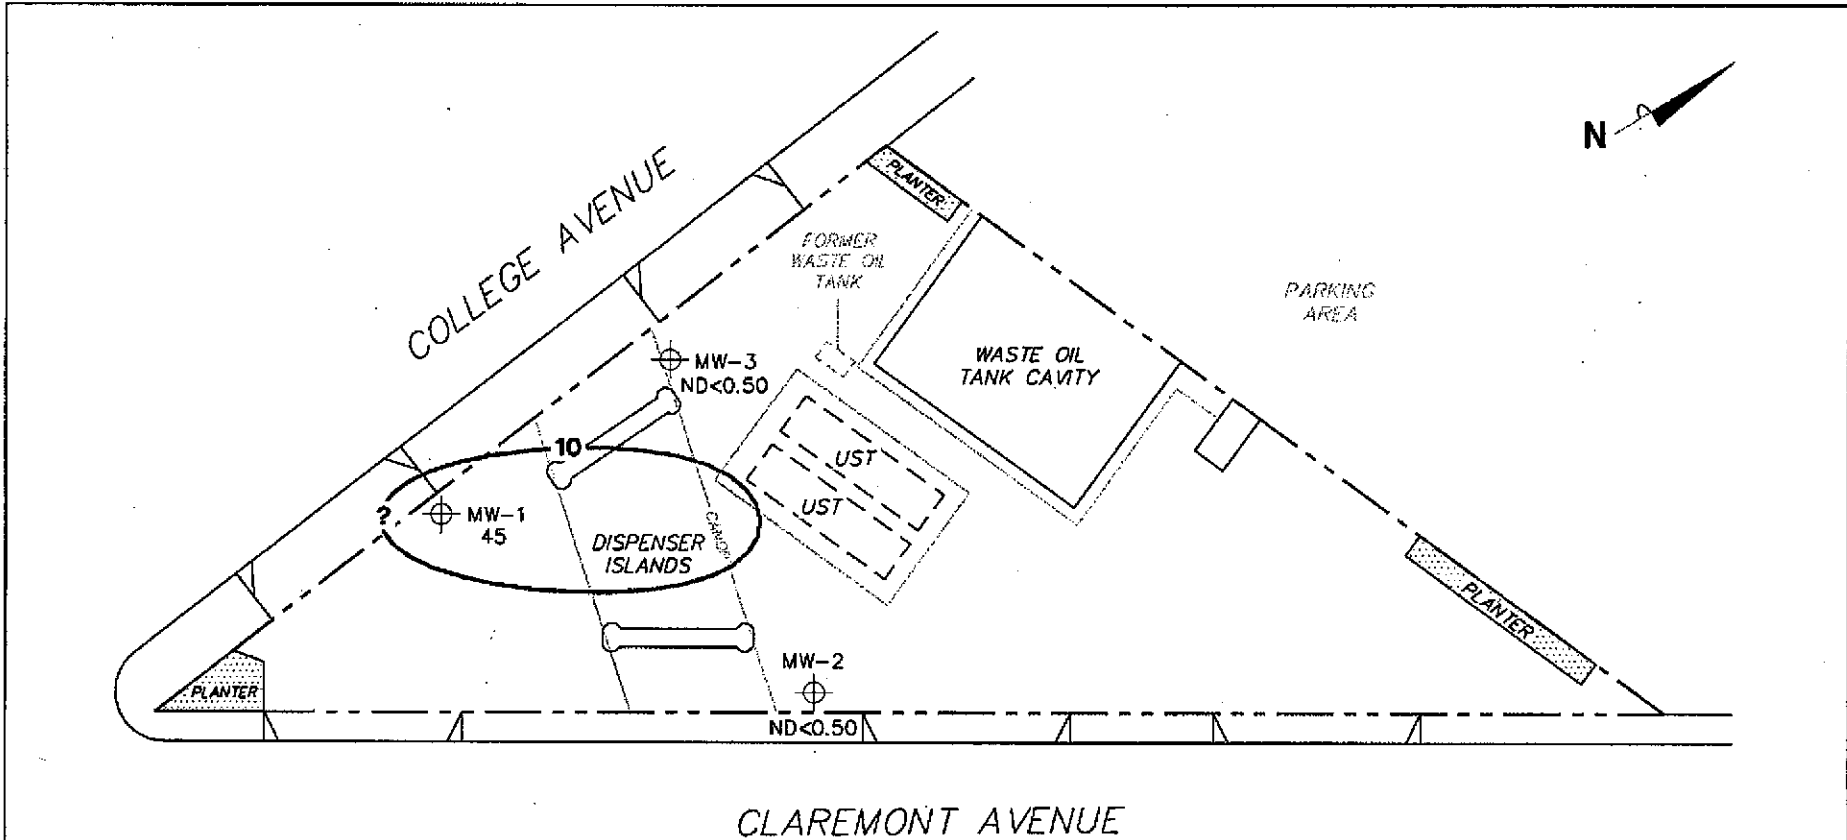 N
COLLEGE AVENUE
PLANTER
FORMER
WASTE OIL
TANK
PARKING
AREA
WASTE OIL
TANK CAVITY
MW-3
ND<0.50
10
UST
UST
?
MW-1
45
DISPENSER
ISLANDS
PLANTER
MW-2
PLANTER
ND<0.50
CLAREMONT AVENUE